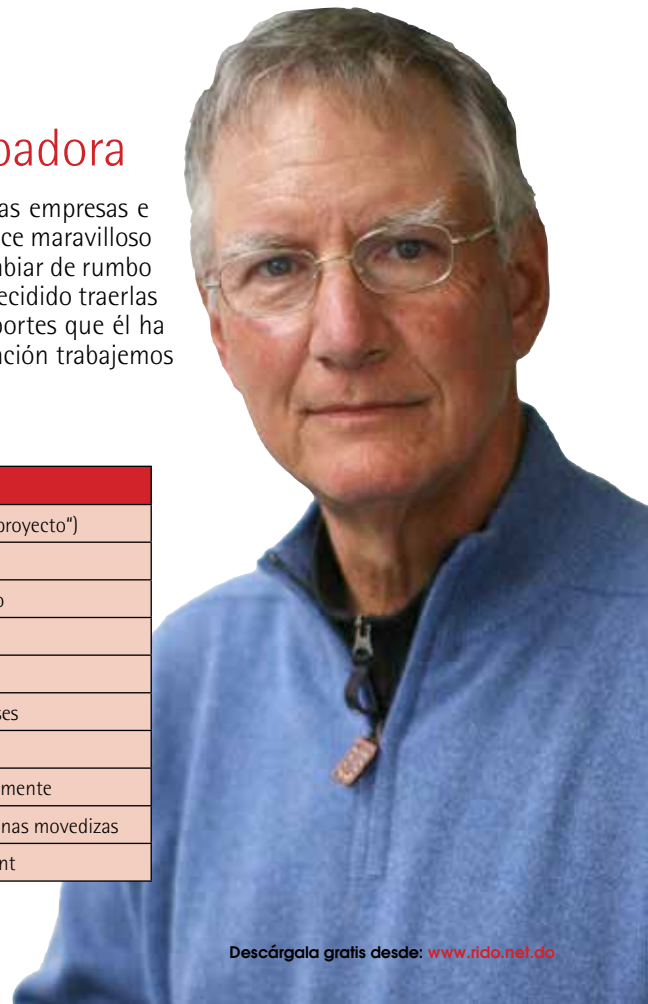 badora
as empresas e
ce maravilloso
mbiar de rumbo
ecidido traerlas
portes que él ha
ación trabajemos
proyecto")
o
ses
mente
nas movedizas
nt
Descárgala gratis desde: www.rido.net.do